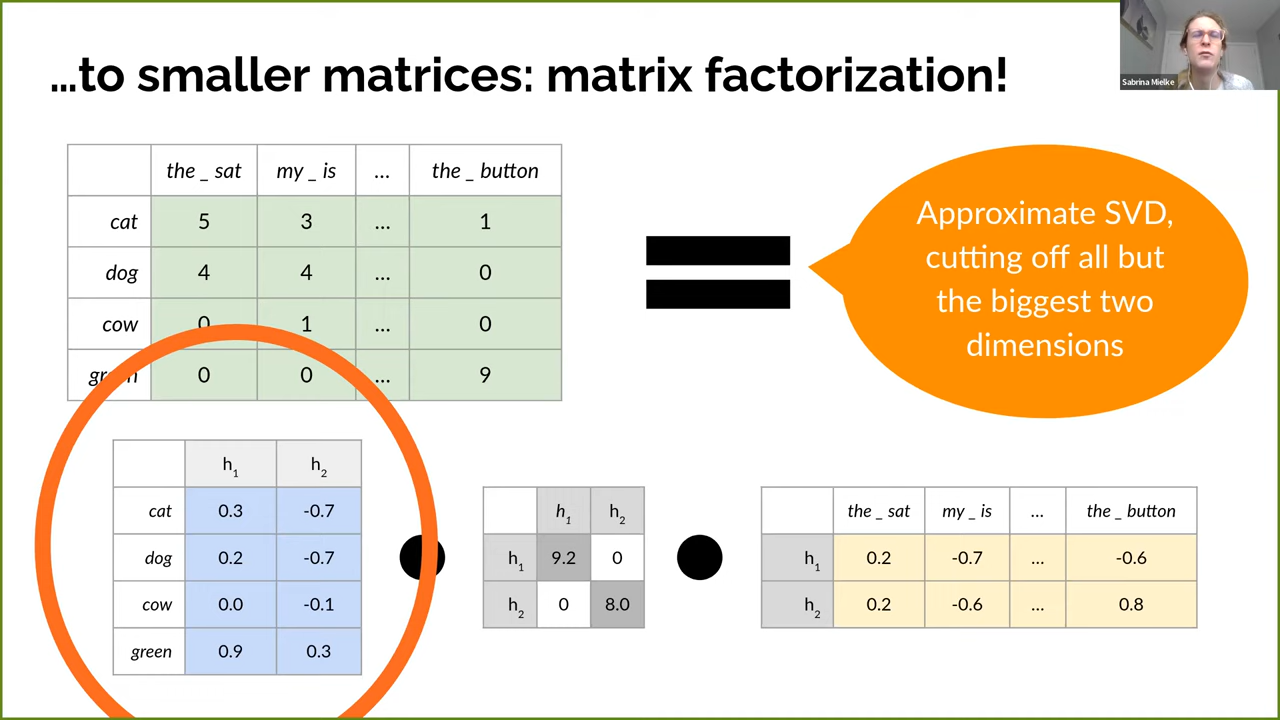 ...to smaller matrices: matrix factorization!
Sabrina Mielke
the _ sat my _ is ... the _ button
cat 5 3 ... 1
dog 4 4 ... 0
cow 0 1 ... 0
green 0 0 ... 9
Approximate SVD,
cutting off all but
the biggest two
dimensions
h1 h2
cat 0.3 -0.7
dog 0.2 -0.7
cow 0.0 -0.1
green 0.9 0.3
h1 h2
h1 9.2 0
h2 0 8.0
the _ sat my _ is ... the _ button
h1 0.2 -0.7 ... -0.6
h2 0.2 -0.6 ... 0.8